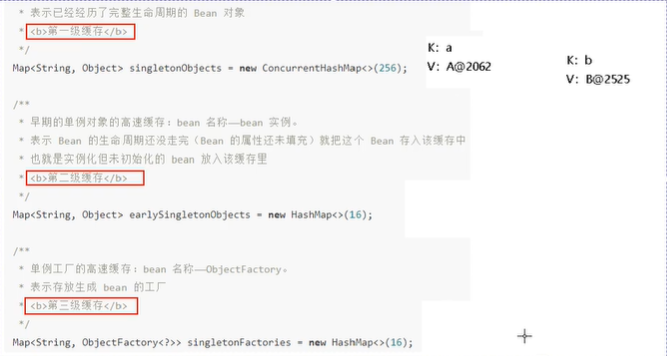 * 表示已经经历了完整生命周期的 Bean 对象
* <b>第一级缓存</b>
*/
Map<String, Object> singletonObjects = new ConcurrentHashMap<>(256);
K: a
V: A@2062
K: b
V: B@2525
/**
* 早期的单例对象的高速缓存：bean 名称——bean 实例。
* 表示 Bean 的生命周期还没走完（Bean 的属性还未填充）就把这个 Bean 存入该缓存中
* 也就是实例化但未初始化的 bean 放入该缓存里
* <b>第二级缓存</b>
*/
Map<String, Object> earlySingletonObjects = new HashMap<>(16);
/**
* 单例工厂的高速缓存：bean 名称——ObjectFactory。
* 表示存放生成 bean 的工厂
* <b>第三级缓存</b>
*/
Map<String, ObjectFactory<?>> singletonFactories = new HashMap<>(16);